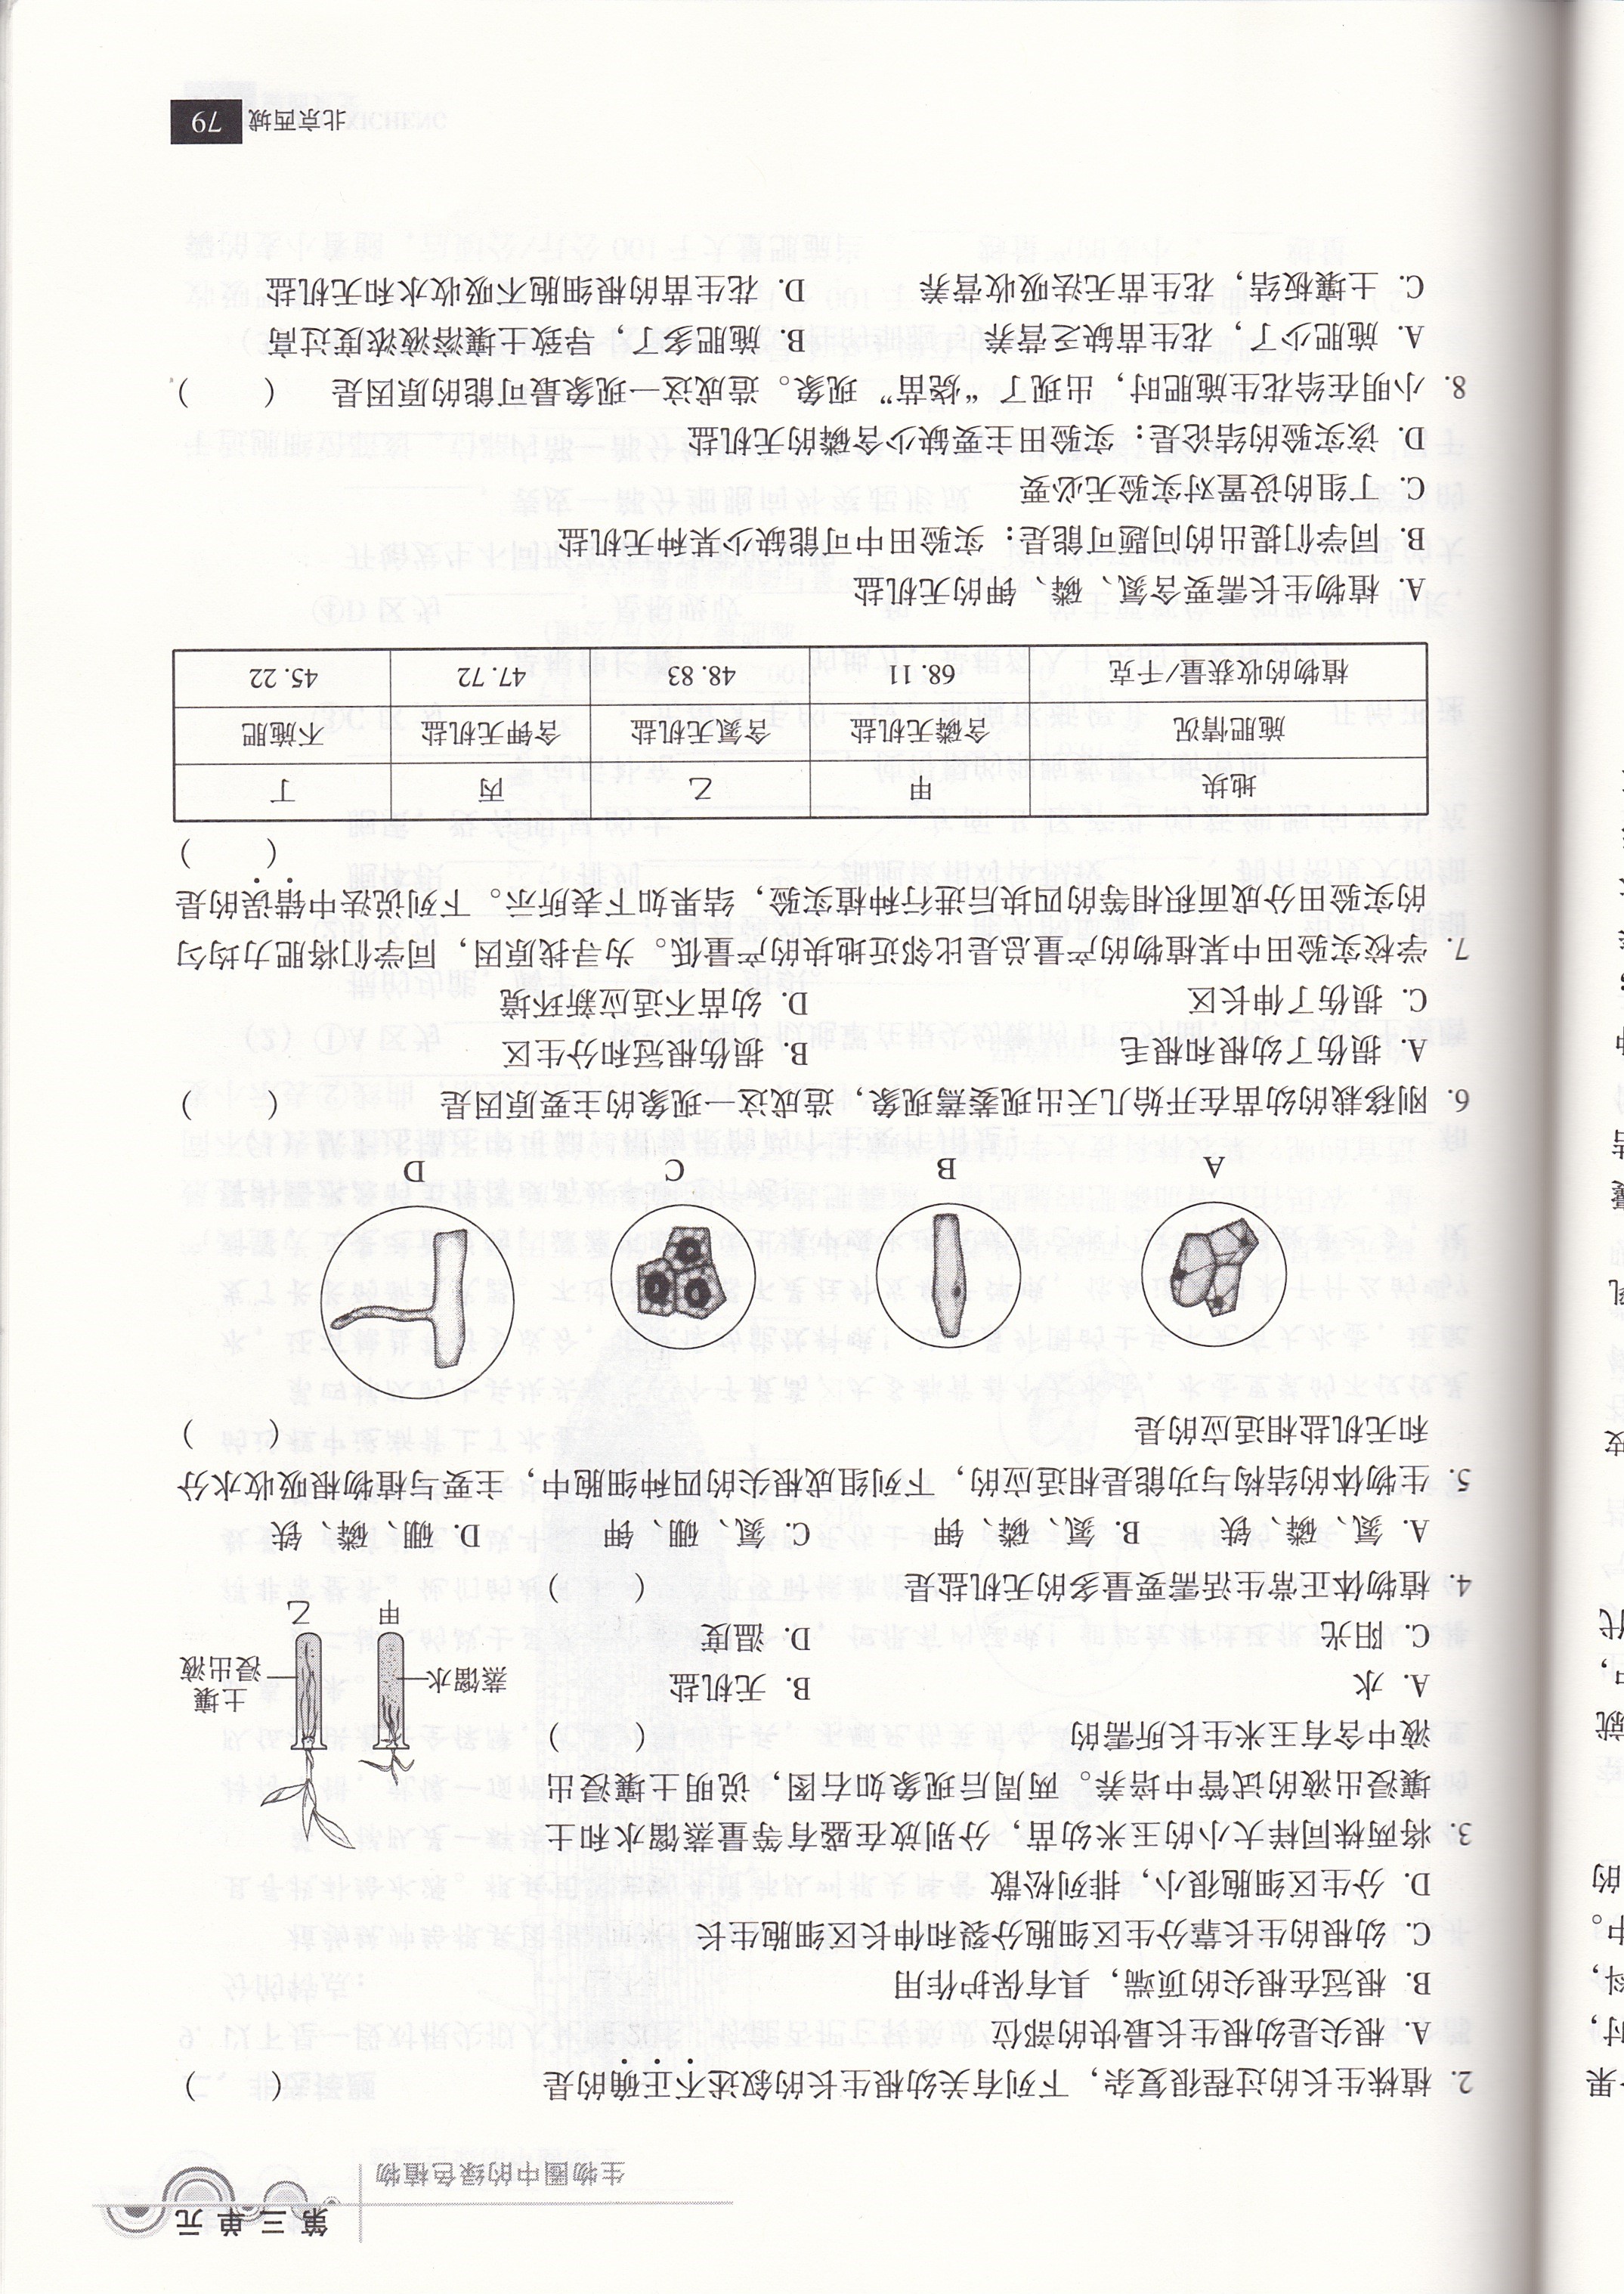 第三单元
生物圈中的绿色植物
2. 植株生长的过程很复杂，下列有关幼根生长的叙述不正确的是 （　　）
A. 根尖是幼根生长最快的部位
B. 根冠在根尖的顶端，具有保护作用
C. 幼根的生长靠分生区细胞分裂和伸长区细胞生长
D. 分生区细胞很小，排列松散
3. 将两株同样大小的玉米幼苗，分别放在盛有等量蒸馏水和土
壤浸出液的试管中培养。两周后现象如右图，说明土壤浸出
液中含有玉米生长所需的 （　　）
A. 水 B. 无机盐
C. 阳光 D. 温度
蒸馏水
土壤
浸出液
甲 乙
4. 植物体正常生活需要量多的无机盐是 （　　）
A. 氮、磷、铁 B. 氮、磷、钾 C. 氮、硼、钾 D. 硼、磷、铁
5. 生物体的结构与功能是相适应的，下列组成根尖的四种细胞中，主要与植物根吸收水分
和无机盐相适应的是 （　　）
A B C D
6. 刚移栽的幼苗在开始几天出现萎蔫现象，造成这一现象的主要原因是 （　　）
A. 损伤了幼根和根毛 B. 损伤根冠和分生区
C. 损伤了伸长区 D. 幼苗不适应新环境
7. 学校实验田中某植物的产量总是比邻近地块的产量低。为寻找原因，同学们将肥力均匀
的实验田分成面积相等的四块后进行种植实验，结果如下表所示。下列说法中错误的是
（　　）
地块 甲 乙 丙 丁
施肥情况 含磷无机盐 含氮无机盐 含钾无机盐 不施肥
植物的收获量/千克 68.11 48.83 47.72 45.22
A. 植物生长需要含氮、磷、钾的无机盐
B. 同学们提出的问题可能是：实验田中可能缺少某种无机盐
C. 丁组的设置对实验无必要
D. 该实验的结论是：实验田主要缺少含磷的无机盐
8. 小明在给花生施肥时，出现了“烧苗”现象。造成这一现象最可能的原因是 （　　）
A. 施肥少了，花生苗缺乏营养 B. 施肥多了，导致土壤溶液浓度过高
C. 土壤板结，花生苗无法吸收营养 D. 花生苗的根细胞不吸收水和无机盐
北京西城 79